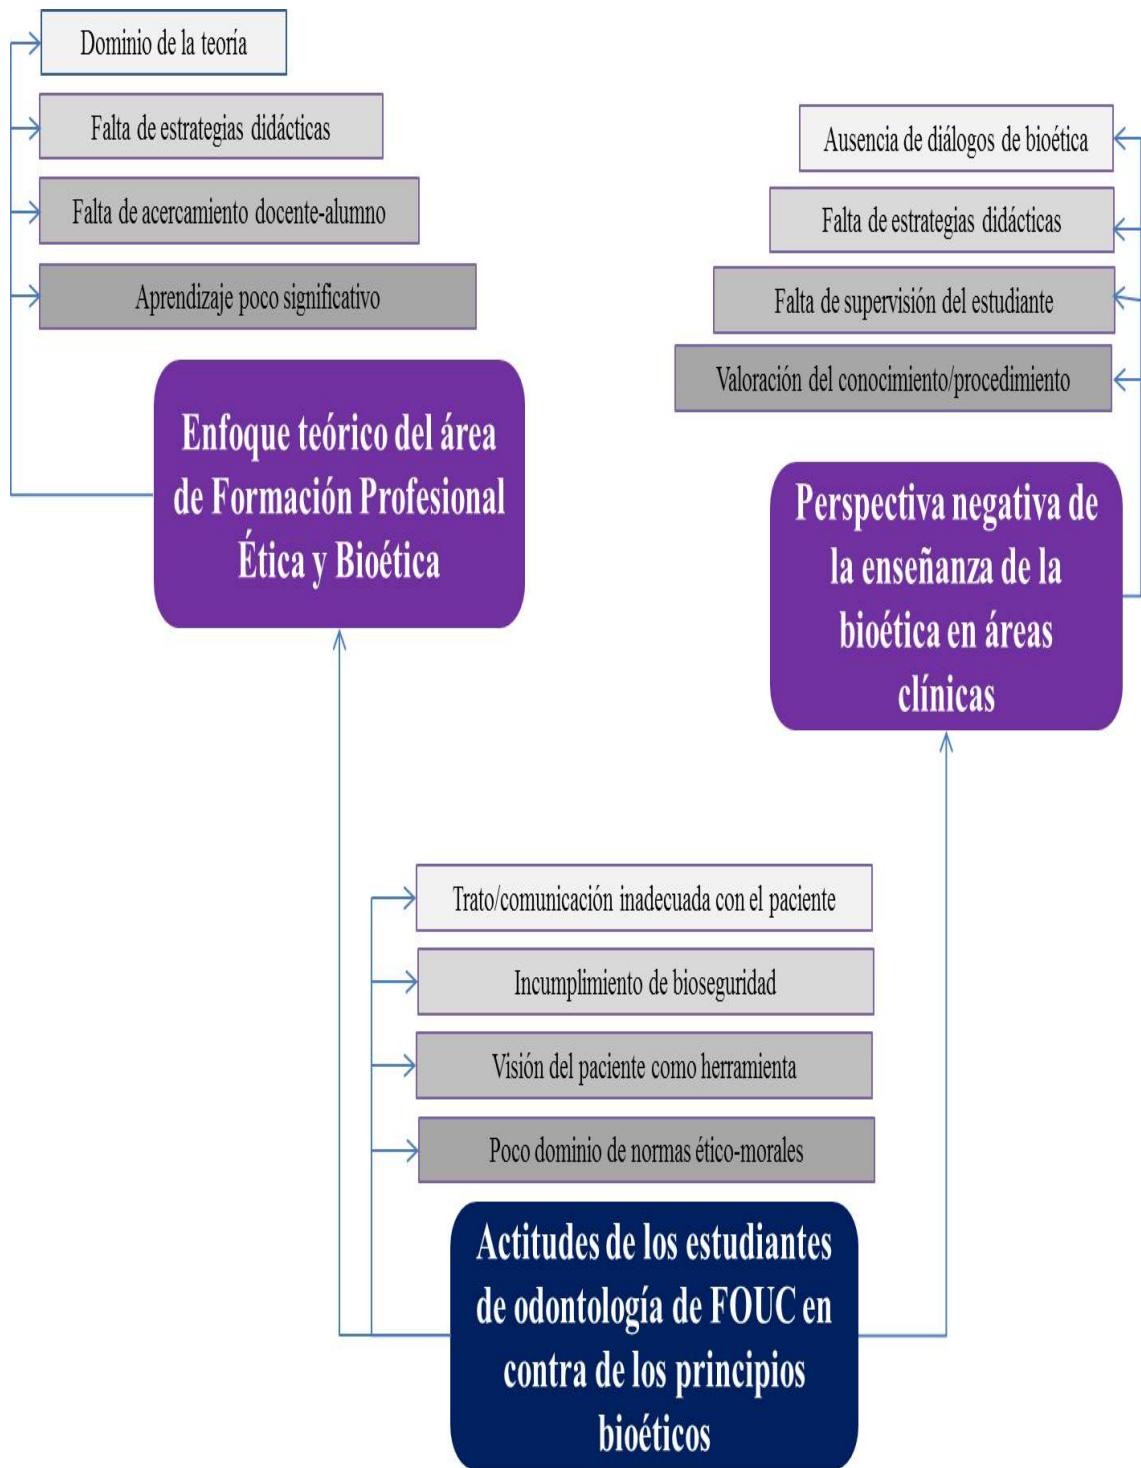 Dominio de la teoría
Falta de estrategias didácticas
Falta de acercamiento docente-alumno
Aprendizaje poco significativo
Enfoque teórico del área
de Formación Profesional
Ética y Bioética
Ausencia de diálogos de bioética
Falta de estrategias didácticas
Falta de supervisión del estudiante
Valoración del conocimiento/procedimiento
Perspectiva negativa de
la enseñanza de la
bioética en áreas
clínicas
Trato/comunicación inadecuada con el paciente
Incumplimiento de bioseguridad
Visión del paciente como herramienta
Poco dominio de normas ético-morales
Actitudes de los estudiantes
de odontología de FOUC en
contra de los principios
bioéticos